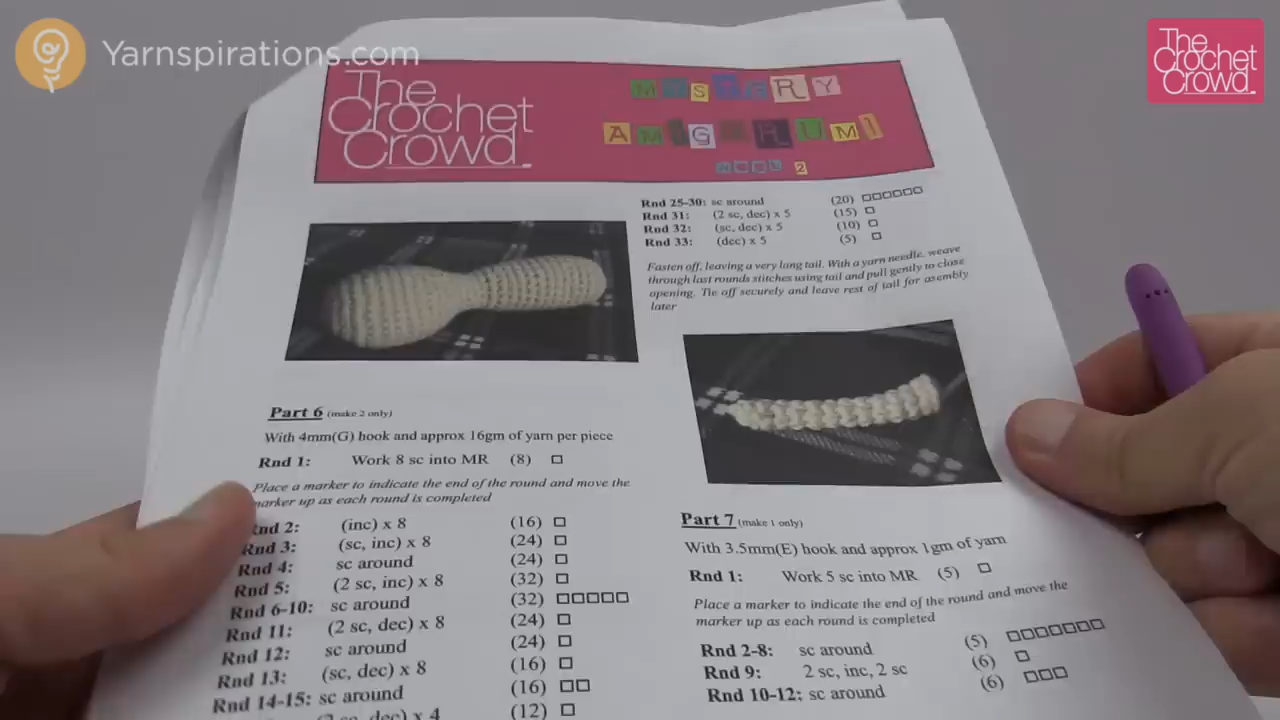 Yarnspirations.com
The
Crochet
Crowd
The
Crochet
Crowd
MYSTERY
AMIGURUMI
2
Rnd 25-30: sc around (20) □□□□□□
Rnd 31: (2 sc, dec) x 5 (15) □
Rnd 32: (sc, dec) x 5 (10) □
Rnd 33: (dec) x 5 (5) □
Fasten off, leaving a very long tail. With a yarn needle, weave
through last rounds stitches using tail and pull gently to close
opening. Tie off securely and leave rest of tail for asembly
later
Part 6 (make 2 only)
With 4mm(G) hook and approx 16gm of yarn per piece
Rnd 1: Work 8 sc into MR (8) □
Place a marker to indicate the end of the round and move the
marker up as each round is completed
Rnd 2: (inc) x 8 (16) □
Rnd 3: (sc, inc) x 8 (24) □
Rnd 4: sc around (24) □
Rnd 5: (2 sc, inc) x 8 (32) □
Rnd 6-10: sc around (32) □□□□□
Rnd 11: (2 sc, dec) x 8 (24) □
Rnd 12: sc around (24) □
Rnd 13: (sc, dec) x 8 (16) □
Rnd 14-15: sc around (16) □□
dec) x 4 (12) □
Part 7 (make 1 only)
With 3.5mm(E) hook and approx 1gm of yarn
Rnd 1: Work 5 sc into MR (5) □
Place a marker to indicate the end of the round and move the
marker up as each round is completed
Rnd 2-8: sc around (5) □□□□□□□
Rnd 9: 2 sc, inc, 2 sc (6) □
Rnd 10-12: sc around (6) □□□